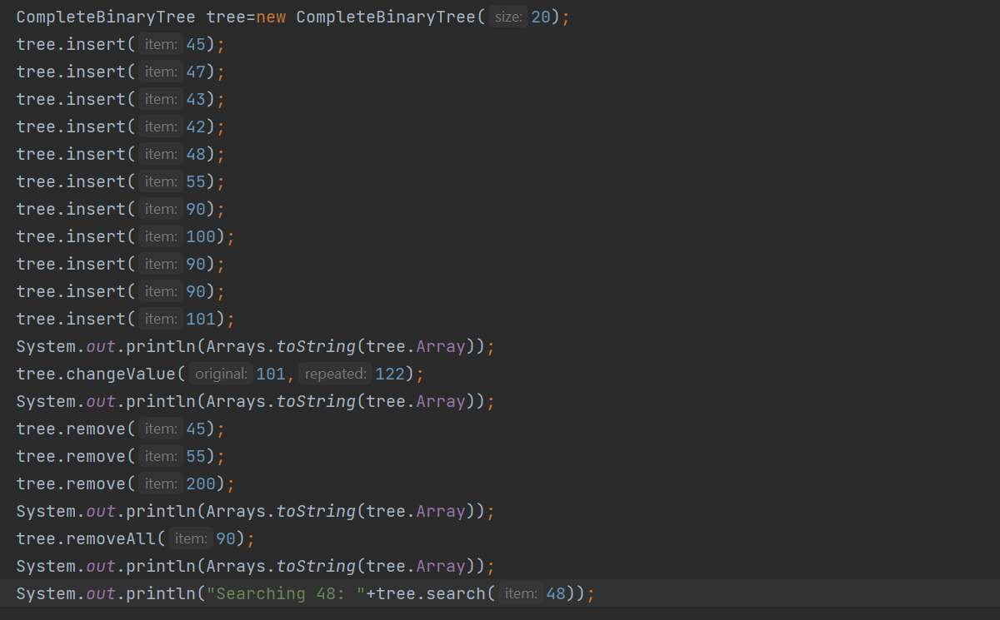 CompleteBinaryTree tree=new CompleteBinaryTree( size: 20);
tree.insert( item: 45);
tree.insert( item: 47);
tree.insert( item: 43);
tree.insert( item: 42);
tree.insert( item: 48);
tree.insert( item: 55);
tree.insert( item: 90);
tree.insert( item: 100);
tree.insert( item: 90);
tree.insert( item: 90);
tree.insert( item: 101);
System.out.println(Arrays.toString(tree.Array));
tree.changeValue( original: 101, repeated: 122);
System.out.println(Arrays.toString(tree.Array));
tree.remove( item: 45);
tree.remove( item: 55);
tree.remove( item: 200);
System.out.println(Arrays.toString(tree.Array));
tree.removeAll( item: 90);
System.out.println(Arrays.toString(tree.Array));
System.out.println("Searching 48: "+tree.search( item: 48));